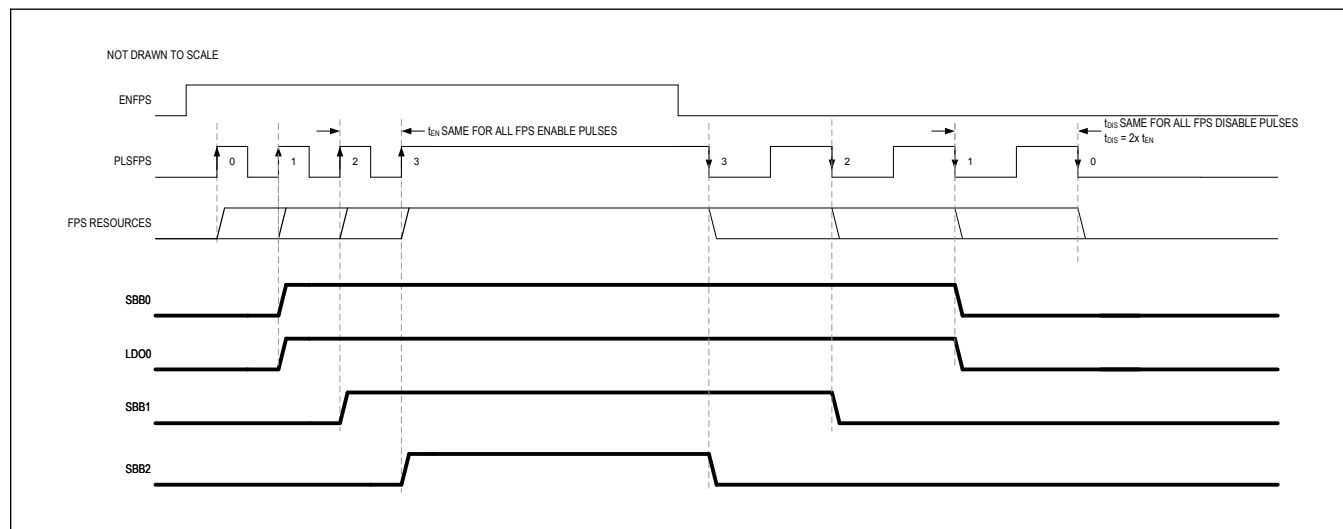 NOT DRAWN TO SCALE
ENFPS
tEN SAME FOR ALL FPS ENABLE PULSES
tDIS SAME FOR ALL FPS DISABLE PULSES
tDIS = 2x tEN
PLSFPS
0 1 2 3 3 2 1 0
FPS RESOURCES
SBB0
LDO0
SBB1
SBB2